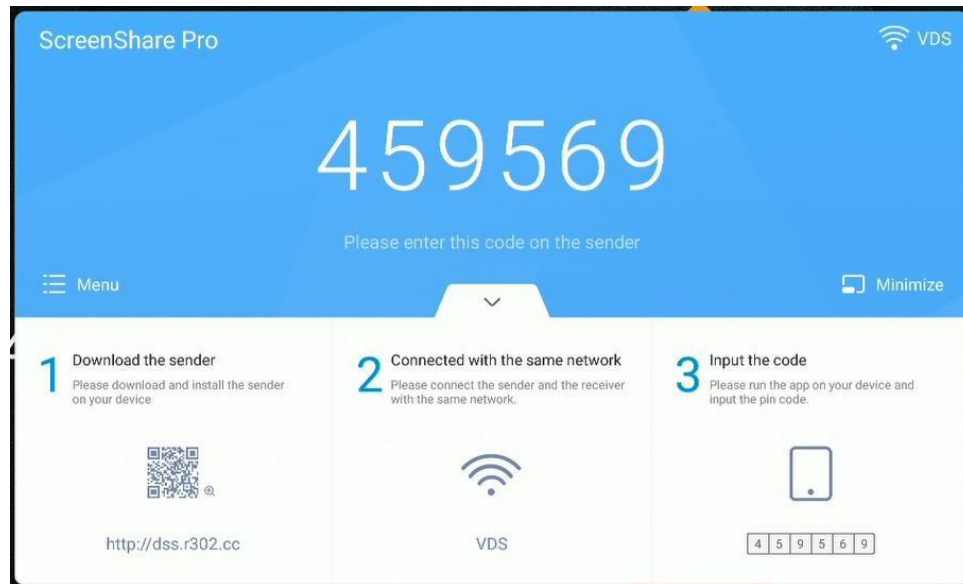 ScreenShare Pro
VDS
459569
Please enter this code on the sender
Menu
Minimize
1
Download the sender
Please download and install the sender
on your device
http://dss.r302.cc
2
Connected with the same network
Please connect the sender and the receiver
with the same network.
VDS
3
Input the code
Please run the app on your device and
input the pin code.
4 5 9 5 6 9